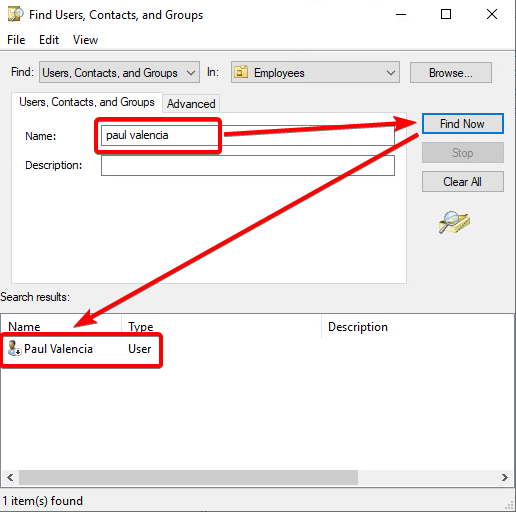 Find Users, Contacts, and Groups
File Edit View
Find: Users, Contacts, and Groups In: Employees Browse...
Users, Contacts, and Groups Advanced
Name: paul valencia Find Now
Description: Stop
Clear All
Search results:
Name Type Description
Paul Valencia User
1 item(s) found